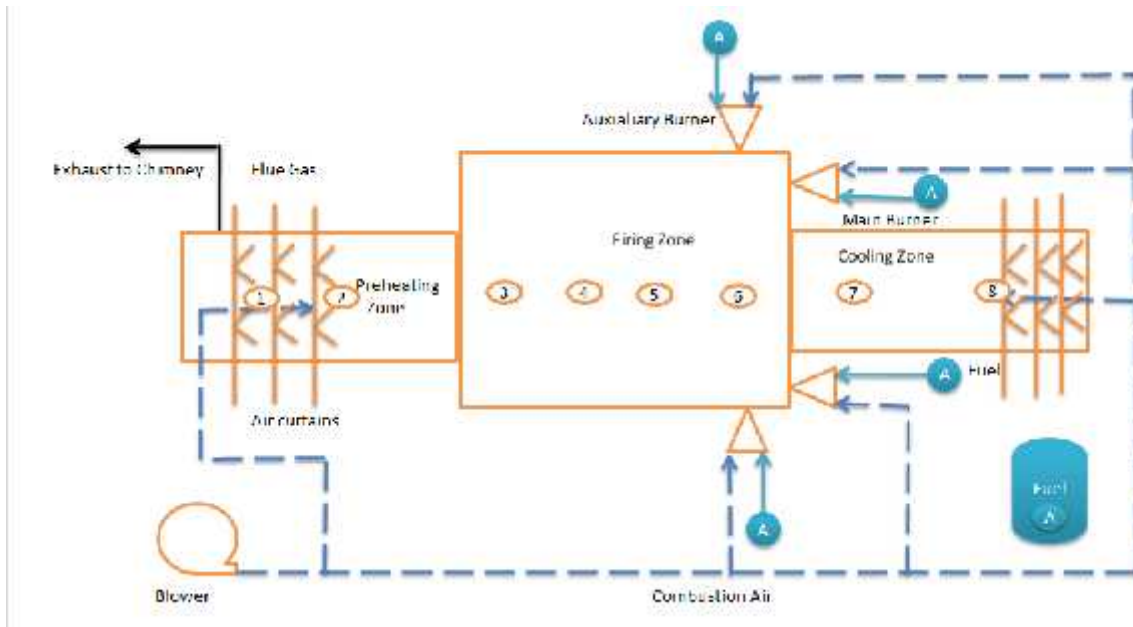 A
Auxialiary Burner
Exhaust to Chimney
Flue Gas
A
Main Burner
Firing Zone
Cooling Zone
Preheating
Zone
1
2
3
4
5
6
7
8
Fuel
A
Air curtains
Fuel
A
A
Blower
Combustion Air